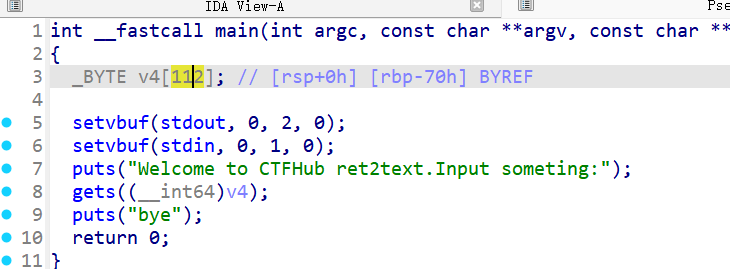 IDA View-A
Pse
1 int __fastcall main(int argc, const char **argv, const char **
2 {
3 _BYTE v4[112]; // [rsp+0h] [rbp-70h] BYREF
4
5 setvbuf(stdout, 0, 2, 0);
6 setvbuf(stdin, 0, 1, 0);
7 puts("Welcome to CTFHub ret2text.Input someting:");
8 gets((__int64)v4);
9 puts("bye");
10 return 0;
11 }